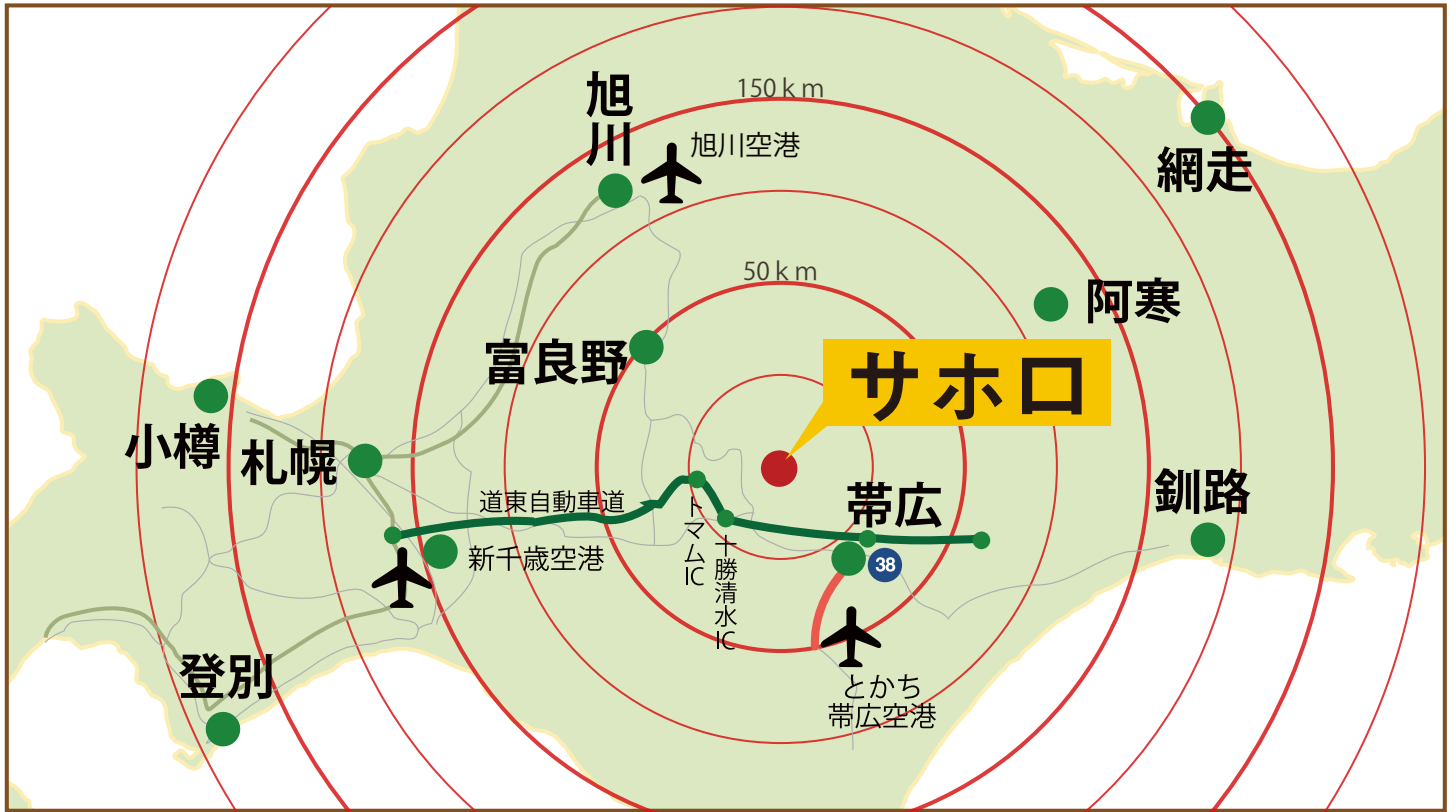 150km
旭川
旭川空港
網走
50km
阿寒
富良野
サホロ
小樽
札幌
帯広
釧路
道東自動車道
トマムIC
十勝清水IC
新千歳空港
38
登別
とかち
帯広空港